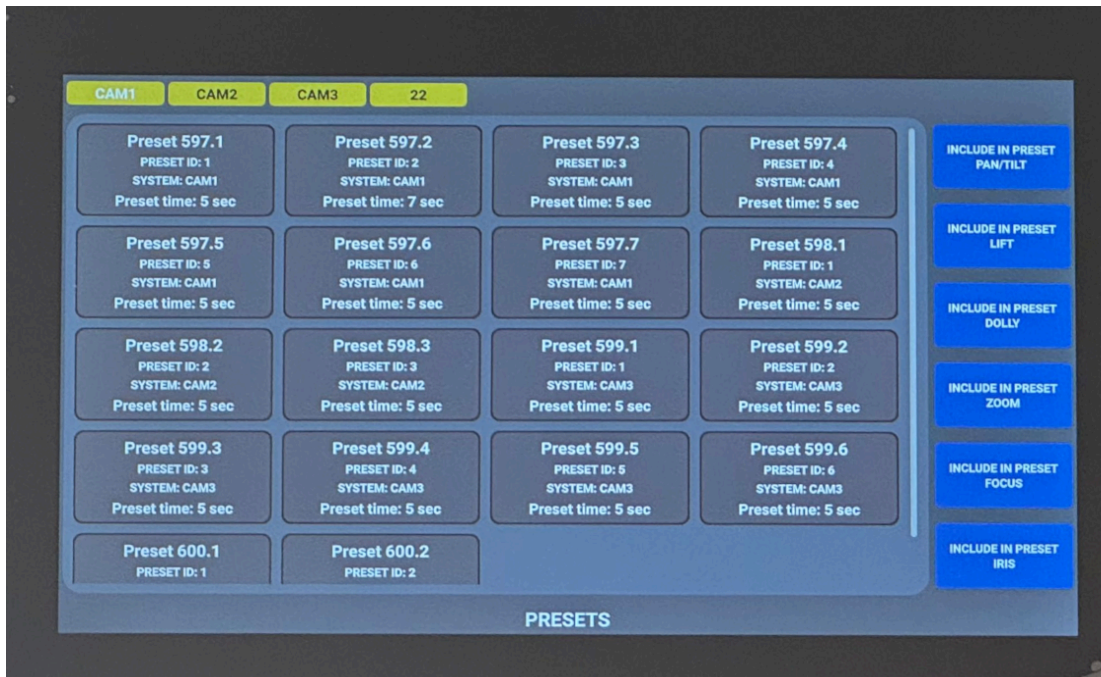 CAM1
CAM2
CAM3
22
Preset 597.1
PRESET ID: 1
SYSTEM: CAM1
Preset time: 5 sec
Preset 597.2
PRESET ID: 2
SYSTEM: CAM1
Preset time: 7 sec
Preset 597.3
PRESET ID: 3
SYSTEM: CAM1
Preset time: 5 sec
Preset 597.4
PRESET ID: 4
SYSTEM: CAM1
Preset time: 5 sec
Preset 597.5
PRESET ID: 5
SYSTEM: CAM1
Preset time: 5 sec
Preset 597.6
PRESET ID: 6
SYSTEM: CAM1
Preset time: 5 sec
Preset 597.7
PRESET ID: 7
SYSTEM: CAM1
Preset time: 5 sec
Preset 598.1
PRESET ID: 1
SYSTEM: CAM2
Preset time: 5 sec
Preset 598.2
PRESET ID: 2
SYSTEM: CAM2
Preset time: 5 sec
Preset 598.3
PRESET ID: 3
SYSTEM: CAM2
Preset time: 5 sec
Preset 599.1
PRESET ID: 1
SYSTEM: CAM3
Preset time: 5 sec
Preset 599.2
PRESET ID: 2
SYSTEM: CAM3
Preset time: 5 sec
Preset 599.3
PRESET ID: 3
SYSTEM: CAM3
Preset time: 5 sec
Preset 599.4
PRESET ID: 4
SYSTEM: CAM3
Preset time: 5 sec
Preset 599.5
PRESET ID: 5
SYSTEM: CAM3
Preset time: 5 sec
Preset 599.6
PRESET ID: 6
SYSTEM: CAM3
Preset time: 5 sec
Preset 600.1
PRESET ID: 1
Preset 600.2
PRESET ID: 2
INCLUDE IN PRESET
PAN/TILT
INCLUDE IN PRESET
LIFT
INCLUDE IN PRESET
DOLLY
INCLUDE IN PRESET
ZOOM
INCLUDE IN PRESET
FOCUS
INCLUDE IN PRESET
IRIS
PRESETS